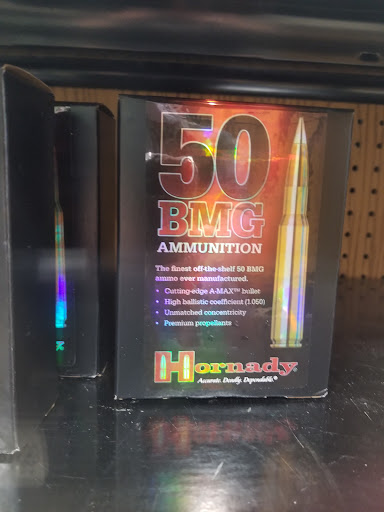 50
BMG
AMMUNITION
The finest off-the-shelf 50 BMG
ammo ever manufactured.
• Cutting-edge A-MAX™ bullet
• High ballistic coefficient (1.050)
• Unmatched concentricity
• Premium propellants
Hornady®
Accurate. Deadly. Dependable.®